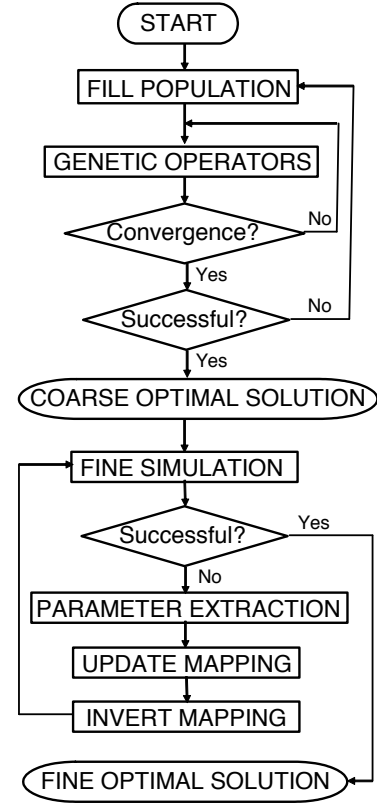 START
FILL POPULATION
GENETIC OPERATORS
Convergence?
No
Yes
Successful?
No
Yes
COARSE OPTIMAL SOLUTION
FINE SIMULATION
Successful?
Yes
No
PARAMETER EXTRACTION
UPDATE MAPPING
INVERT MAPPING
FINE OPTIMAL SOLUTION